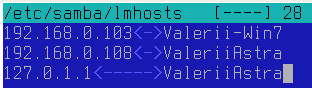 /etc/samba/lmhosts [----] 28
192.168.0.103<->Valerii-Win7
192.168.0.108<->ValeriiAstra
127.0.1.1<----->ValeriiAstra